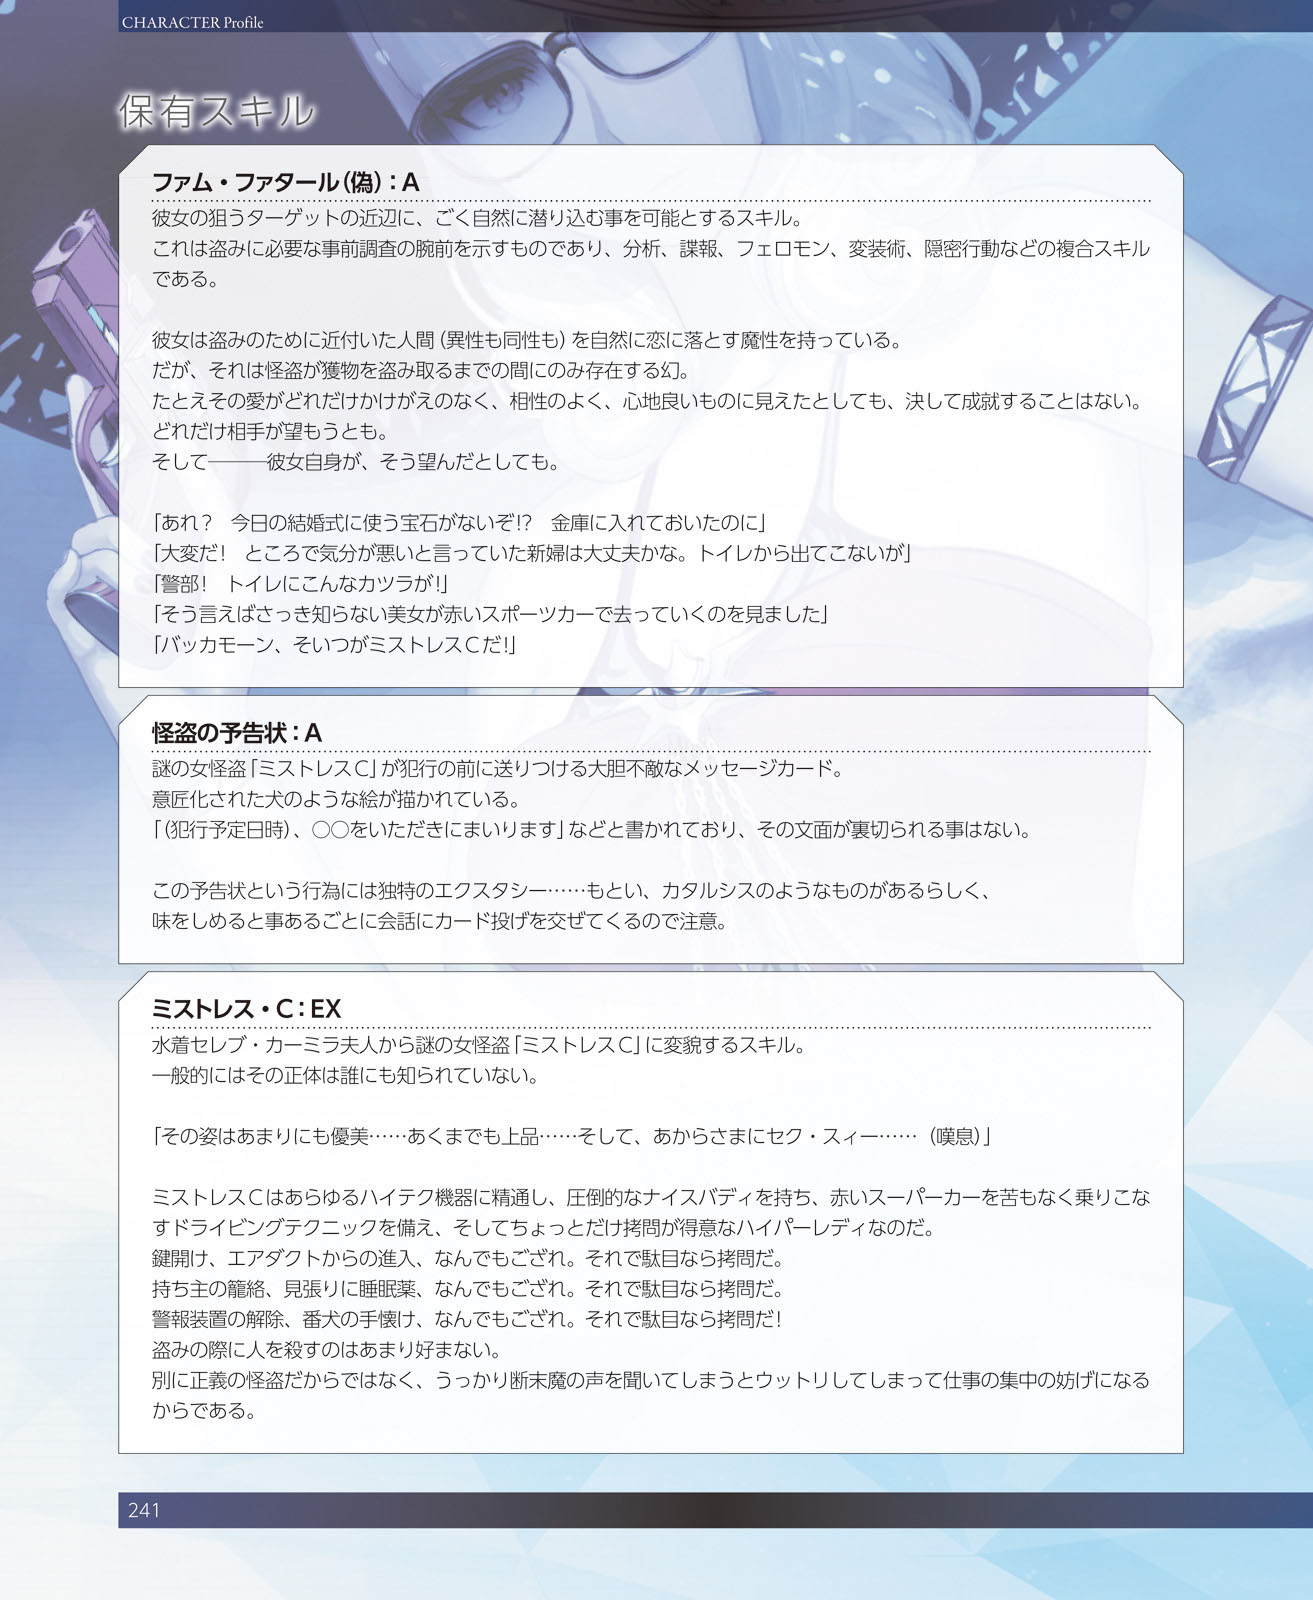 CHARACTER Profile
保有スキル
ファム・ファタール（偽）：A
彼女の狙うターゲットの近辺に、ごく自然に潜り込む事を可能とするスキル。
これは盗みに必要な事前調査の腕前を示すものであり、分析、諜報、フェロモン、変装術、隠密行動などの複合スキル
である。
彼女は盗みのために近付いた人間（異性も同性も）を自然に恋に落とす魔性を持っている。
だが、それは怪盗が獲物を盗み取るまでの間にのみ存在する幻。
たとえその愛がどれだけかけがえのなく、相性のよく、心地良いものに見えたとしても、決して成就することはない。
どれだけ相手が望もうとも。
そして―――彼女自身が、そう望んだとしても。
「あれ？　今日の結婚式に使う宝石がないぞ!?　金庫に入れておいたのに」
「大変だ！　ところで気分が悪いと言っていた新婦は大丈夫かな。トイレから出てこないが」
「警部！　トイレにこんなカツラが！」
「そう言えばさっき知らない美女が赤いスポーツカーで去っていくのを見ました」
「バッカモーン、そいつがミストレスＣだ！」
怪盗の予告状：A
謎の女怪盗「ミストレスＣ」が犯行の前に送りつける大胆不敵なメッセージカード。
意匠化された犬のような絵が描かれている。
「（犯行予定日時）、○○をいただきにまいります」などと書かれており、その文面が裏切られる事はない。
この予告状という行為には独特のエクスタシー……もとい、カタルシスのようなものがあるらしく、
味をしめると事あるごとに会話にカード投げを交ぜてくるので注意。
ミストレス・C：EX
水着セレブ・カーミラ夫人から謎の女怪盗「ミストレスＣ」に変貌するスキル。
一般的にはその正体は誰にも知られていない。
「その姿はあまりにも優美……あくまでも上品……そして、あからさまにセク・スィー……（嘆息）」
ミストレスＣはあらゆるハイテク機器に精通し、圧倒的なナイスバディを持ち、赤いスーパーカーを苦もなく乗りこな
すドライビングテクニックを備え、そしてちょっとだけ拷問が得意なハイパーレディなのだ。
鍵開け、エアダクトからの進入、なんでもござれ。それで駄目なら拷問だ。
持ち主の籠絡、見張りに睡眠薬、なんでもござれ。それで駄目なら拷問だ。
警報装置の解除、番犬の手懐け、なんでもござれ。それで駄目なら拷問だ！
盗みの際に人を殺すのはあまり好まない。
別に正義の怪盗だからではなく、うっかり断末魔の声を聞いてしまうとウットリしてしまって仕事の集中の妨げになる
からである。
241